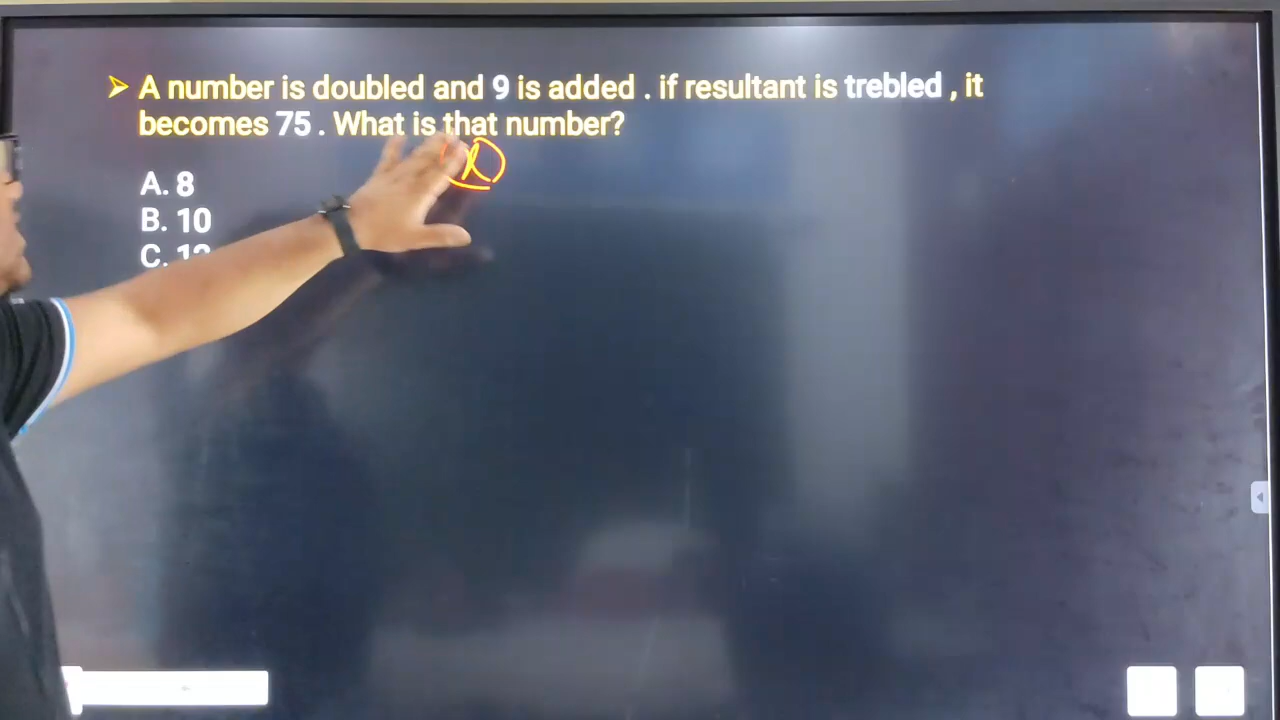 ➢ A number is doubled and 9 is added . if resultant is trebled , it
becomes 75 . What is that number?
x
A. 8
B. 10
C. 12